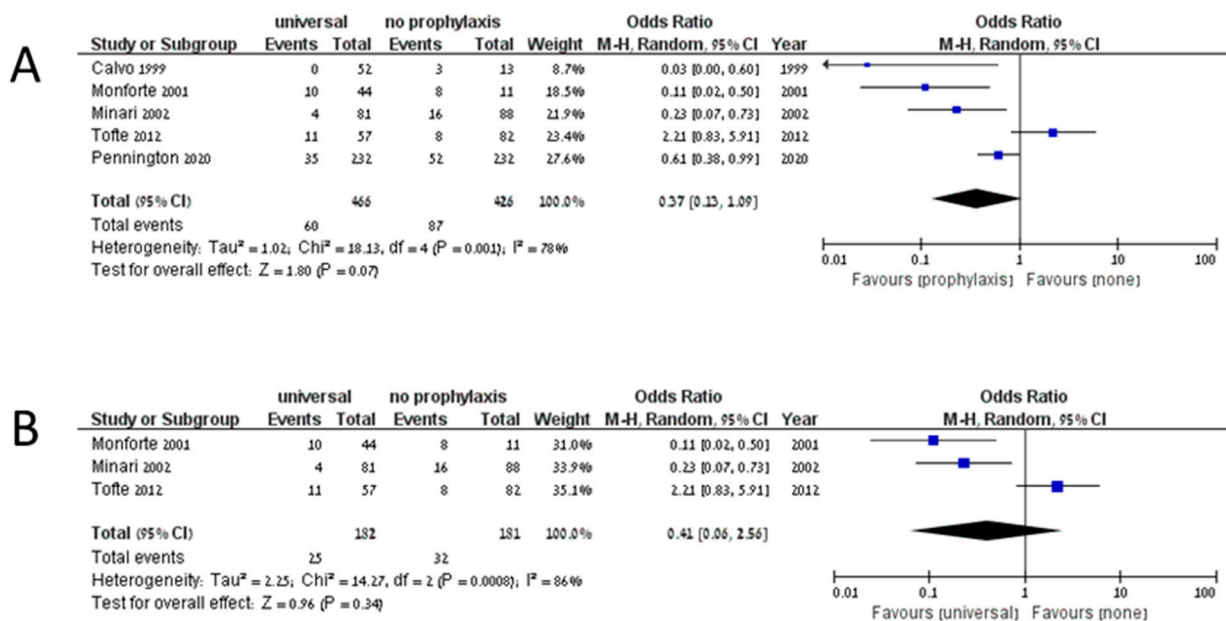 A
universal no prophylaxis Odds Ratio Odds Ratio
Study or Subgroup Events Total Events Total Weight M-H, Random, 95% CI Year M-H, Random, 95% CI
Calvo 1999 0 52 3 13 8.7% 0.03 [0.00, 0.60] 1999
Monforte 2001 10 44 8 11 18.5% 0.11 [0.02, 0.50] 2001
Minari 2002 4 81 16 88 21.9% 0.23 [0.07, 0.73] 2002
Tofte 2012 11 57 8 82 23.4% 2.21 [0.83, 5.91] 2012
Pennington 2020 35 232 52 232 27.6% 0.61 [0.38, 0.99] 2020
Total (95% CI) 466 426 100.0% 0.37 [0.13, 1.09]
Total events 60 87
Heterogeneity: Tau² = 1.02; Chi² = 18.13, df = 4 (P = 0.001); I² = 78%
Test for overall effect: Z = 1.80 (P = 0.07)
0.01 0.1 1 10 100
Favours [prophylaxis] Favours [none]
B
universal no prophylaxis Odds Ratio Odds Ratio
Study or Subgroup Events Total Events Total Weight M-H, Random, 95% CI Year M-H, Random, 95% CI
Monforte 2001 10 44 8 11 31.0% 0.11 [0.02, 0.50] 2001
Minari 2002 4 81 16 88 33.9% 0.23 [0.07, 0.73] 2002
Tofte 2012 11 57 8 82 35.1% 2.21 [0.83, 5.91] 2012
Total (95% CI) 182 181 100.0% 0.41 [0.06, 2.56]
Total events 25 32
Heterogeneity: Tau² = 2.25; Chi² = 14.27, df = 2 (P = 0.0008); I² = 86%
Test for overall effect: Z = 0.96 (P = 0.34)
0.01 0.1 1 10 100
Favours [universal] Favours [none]